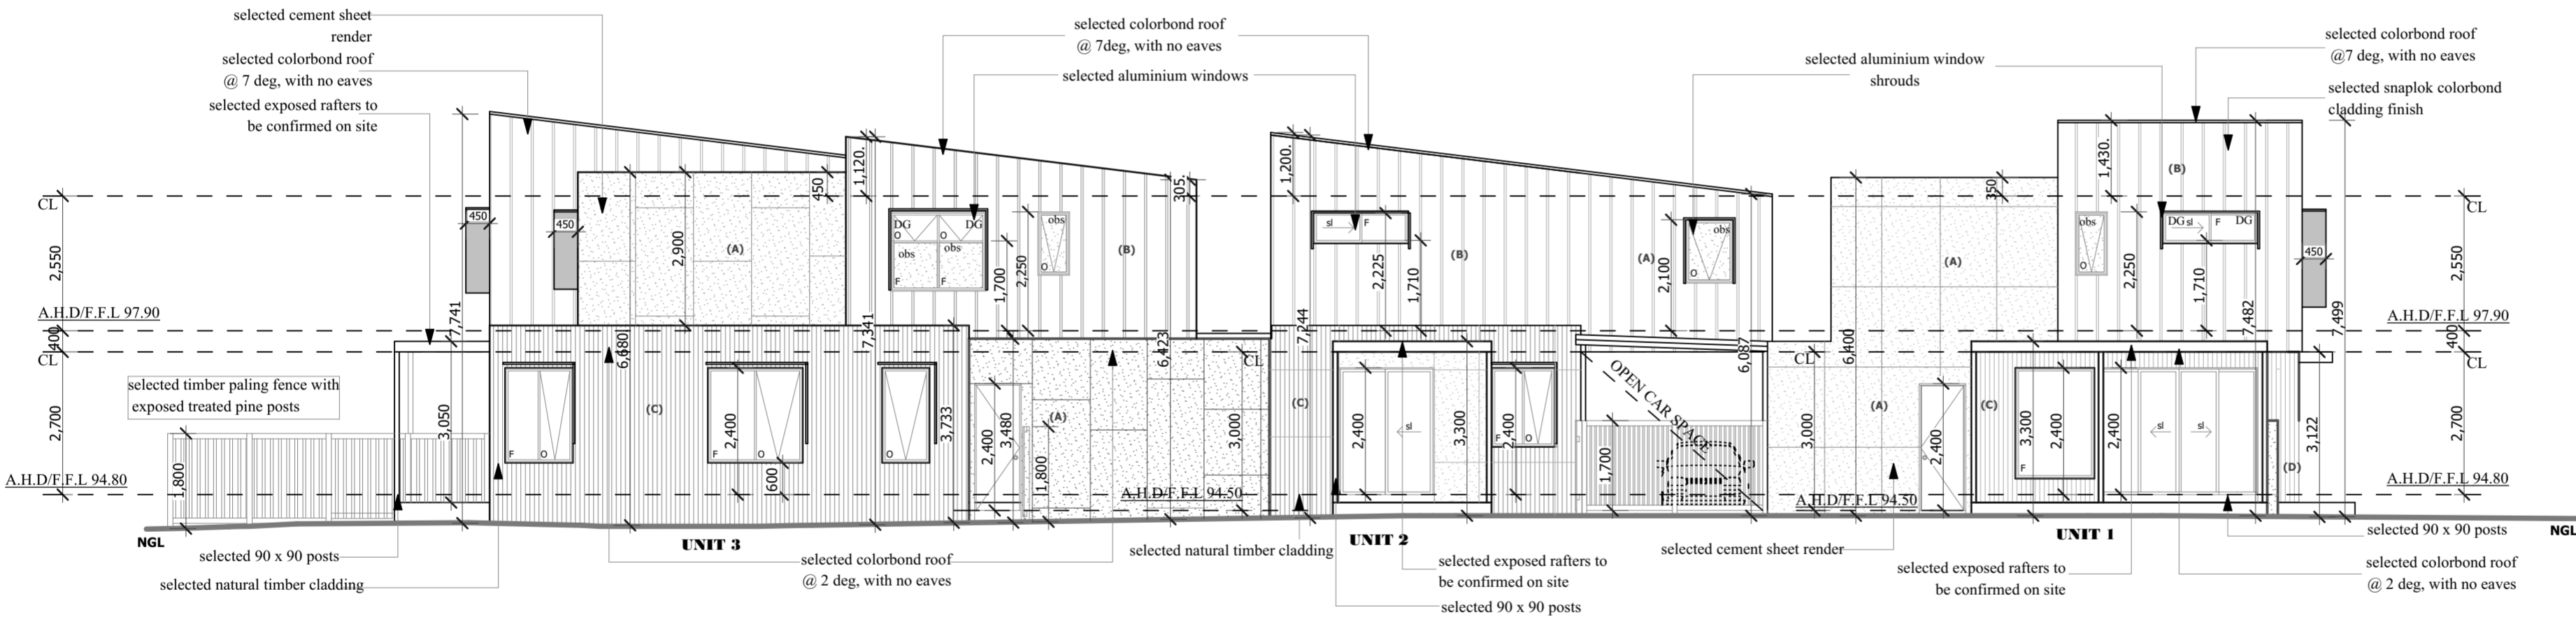 selected cement sheet
render
selected colorbond roof
@ 7 deg, with no eaves
selected exposed rafters to
be confirmed on site
selected colorbond roof
@ 7deg, with no eaves
selected aluminium windows
selected aluminium window
shrouds
selected colorbond roof
@7 deg, with no eaves
selected snaplok colorbond
cladding finish
CL
2,550
A.H.D/F.F.L 97.90
400
CL
2,700
A.H.D/F.F.L 94.80
selected timber paling fence with
exposed treated pine posts
1,800
NGL
450
7,741
3,050
450
2,900
(A)
450
1,120.
6,680
(C)
F O
2,400
F O
600
O
7,341
3,733
DG DG
O O
obs obs
F F
1,700
2,250
obs
O
(B)
305.
6,423
2,400
3,480
1,800
(A)
3,000
CL
A.H.D/F.F.L 94.50
1,200.
7,244
(C)
sl F
2,225
1,710
(B)
(A)
2,100
obs
O
2,400
sl
3,300
F O
2,400
OPEN CAR SPACE
1,700
6,087
CL
3,000
A.H.D/F.F.L 94.50
350
(A)
6,400
(A)
2,400
1,430.
(B)
obs
O
2,250
DG sl F DG
1,710
7,482
450
7,499
(C)
3,300
2,400
F
2,400
sl sl
(D)
3,122
CL
2,550
A.H.D/F.F.L 97.90
400
CL
2,700
A.H.D/F.F.L 94.80
NGL
UNIT 3
UNIT 2
UNIT 1
selected 90 x 90 posts
selected natural timber cladding
selected colorbond roof
@ 2 deg, with no eaves
selected natural timber cladding
selected exposed rafters to
be confirmed on site
selected 90 x 90 posts
selected cement sheet render
selected exposed rafters to
be confirmed on site
selected 90 x 90 posts
selected colorbond roof
@ 2 deg, with no eaves